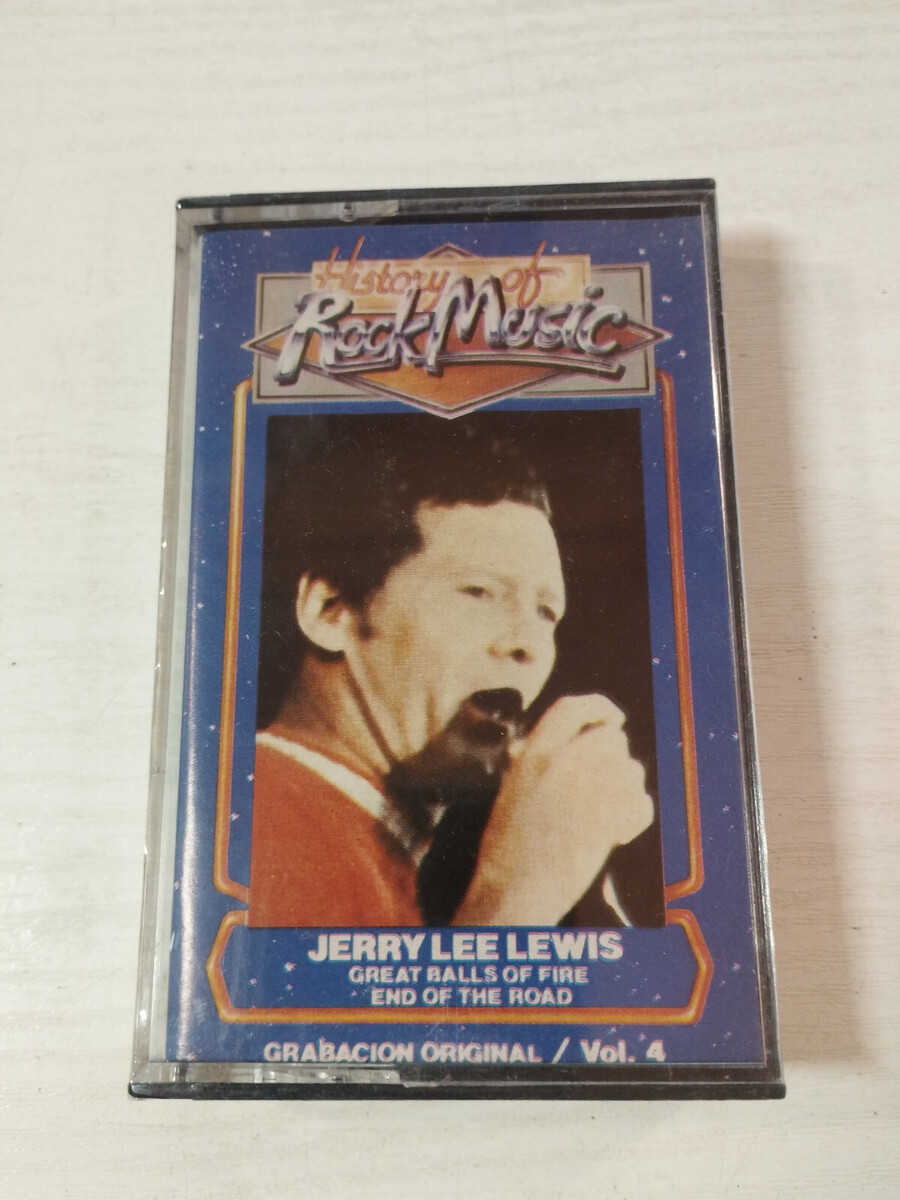 History of
Rock Music
JERRY LEE LEWIS
GREAT BALLS OF FIRE
END OF THE ROAD
GRABACION ORIGINAL / Vol. 4